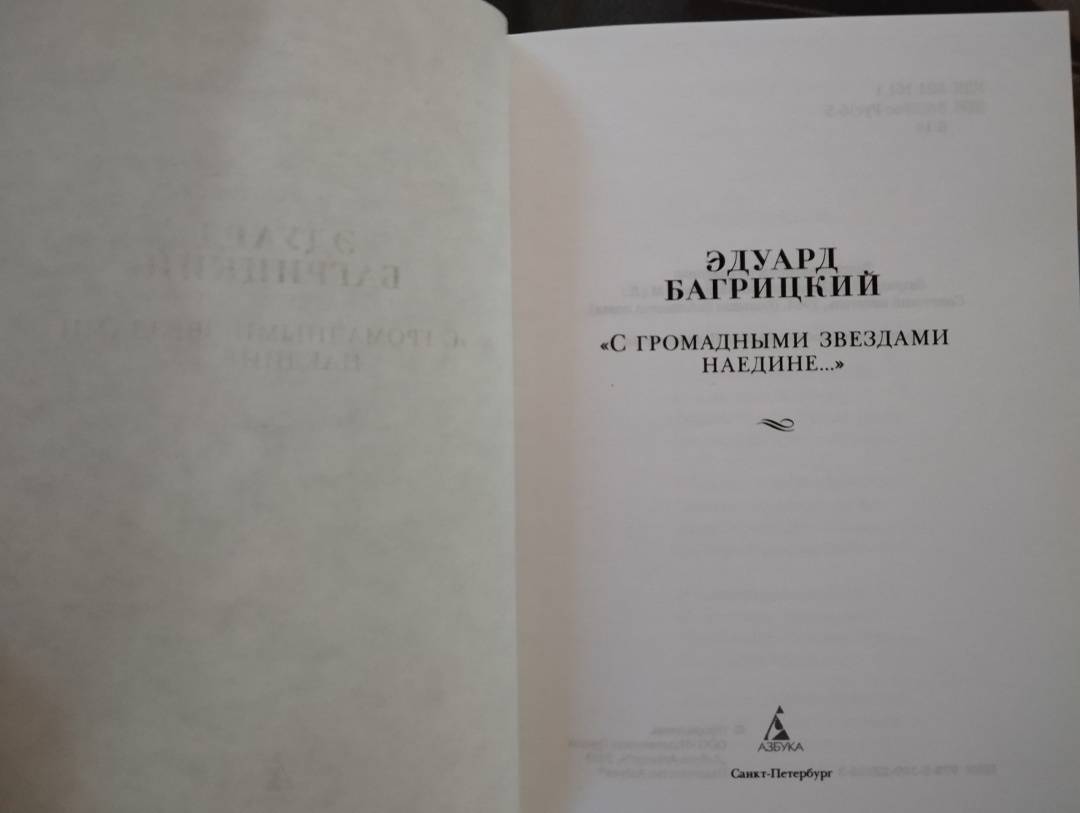 ЭДУАРД
БАГРИЦКИЙ
«С ГРОМАДНЫМИ ЗВЕЗДАМИ
НАЕДИНЕ...»
АЗБУКА
Санкт-Петербург